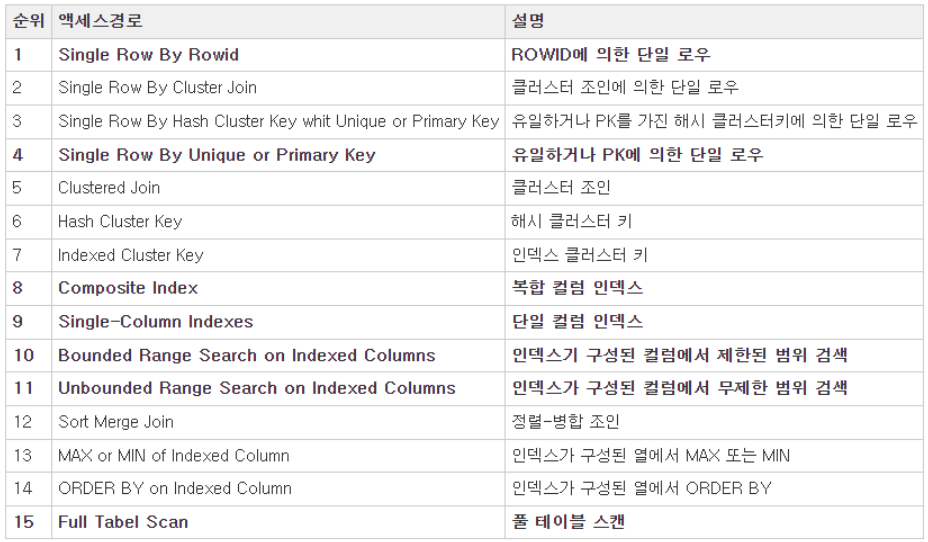 순위 액세스경로 설명
1 Single Row By Rowid ROWID에 의한 단일 로우
2 Single Row By Cluster Join 클러스터 조인에 의한 단일 로우
3 Single Row By Hash Cluster Key whit Unique or Primary Key 유일하거나 PK를 가진 해시 클러스터키에 의한 단일 로우
4 Single Row By Unique or Primary Key 유일하거나 PK에 의한 단일 로우
5 Clustered Join 클러스터 조인
6 Hash Cluster Key 해시 클러스터 키
7 Indexed Cluster Key 인덱스 클러스터 키
8 Composite Index 복합 컬럼 인덱스
9 Single-Column Indexes 단일 컬럼 인덱스
10 Bounded Range Search on Indexed Columns 인덱스기 구성된 컬럼에서 제한된 범위 검색
11 Unbounded Range Search on Indexed Columns 인덱스가 구성된 컬럼에서 무제한 범위 검색
12 Sort Merge Join 정렬-병합 조인
13 MAX or MIN of Indexed Column 인덱스가 구성된 열에서 MAX 또는 MIN
14 ORDER BY on Indexed Column 인덱스가 구성된 열에서 ORDER BY
15 Full Tabel Scan 풀 테이블 스캔